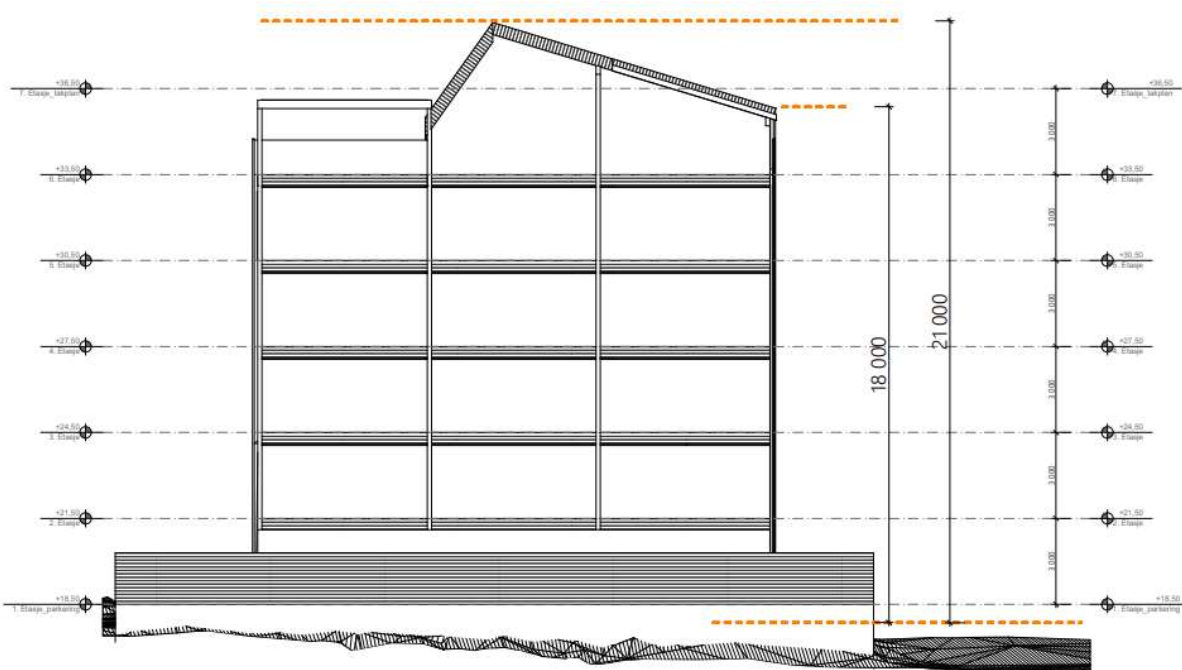 +36,50
7. Etasje_takplan
+36,50
7. Etasje_takplan
3 000
+33,50
6. Etasje
+33,50
6. Etasje
3 000
+30,50
5. Etasje
+30,50
5. Etasje
3 000
18 000
21 000
+27,50
4. Etasje
+27,50
4. Etasje
3 000
+24,50
3. Etasje
+24,50
3. Etasje
3 000
+21,50
2. Etasje
+21,50
2. Etasje
3 000
+18,50
1. Etasje_parkering
+18,50
1. Etasje_parkering